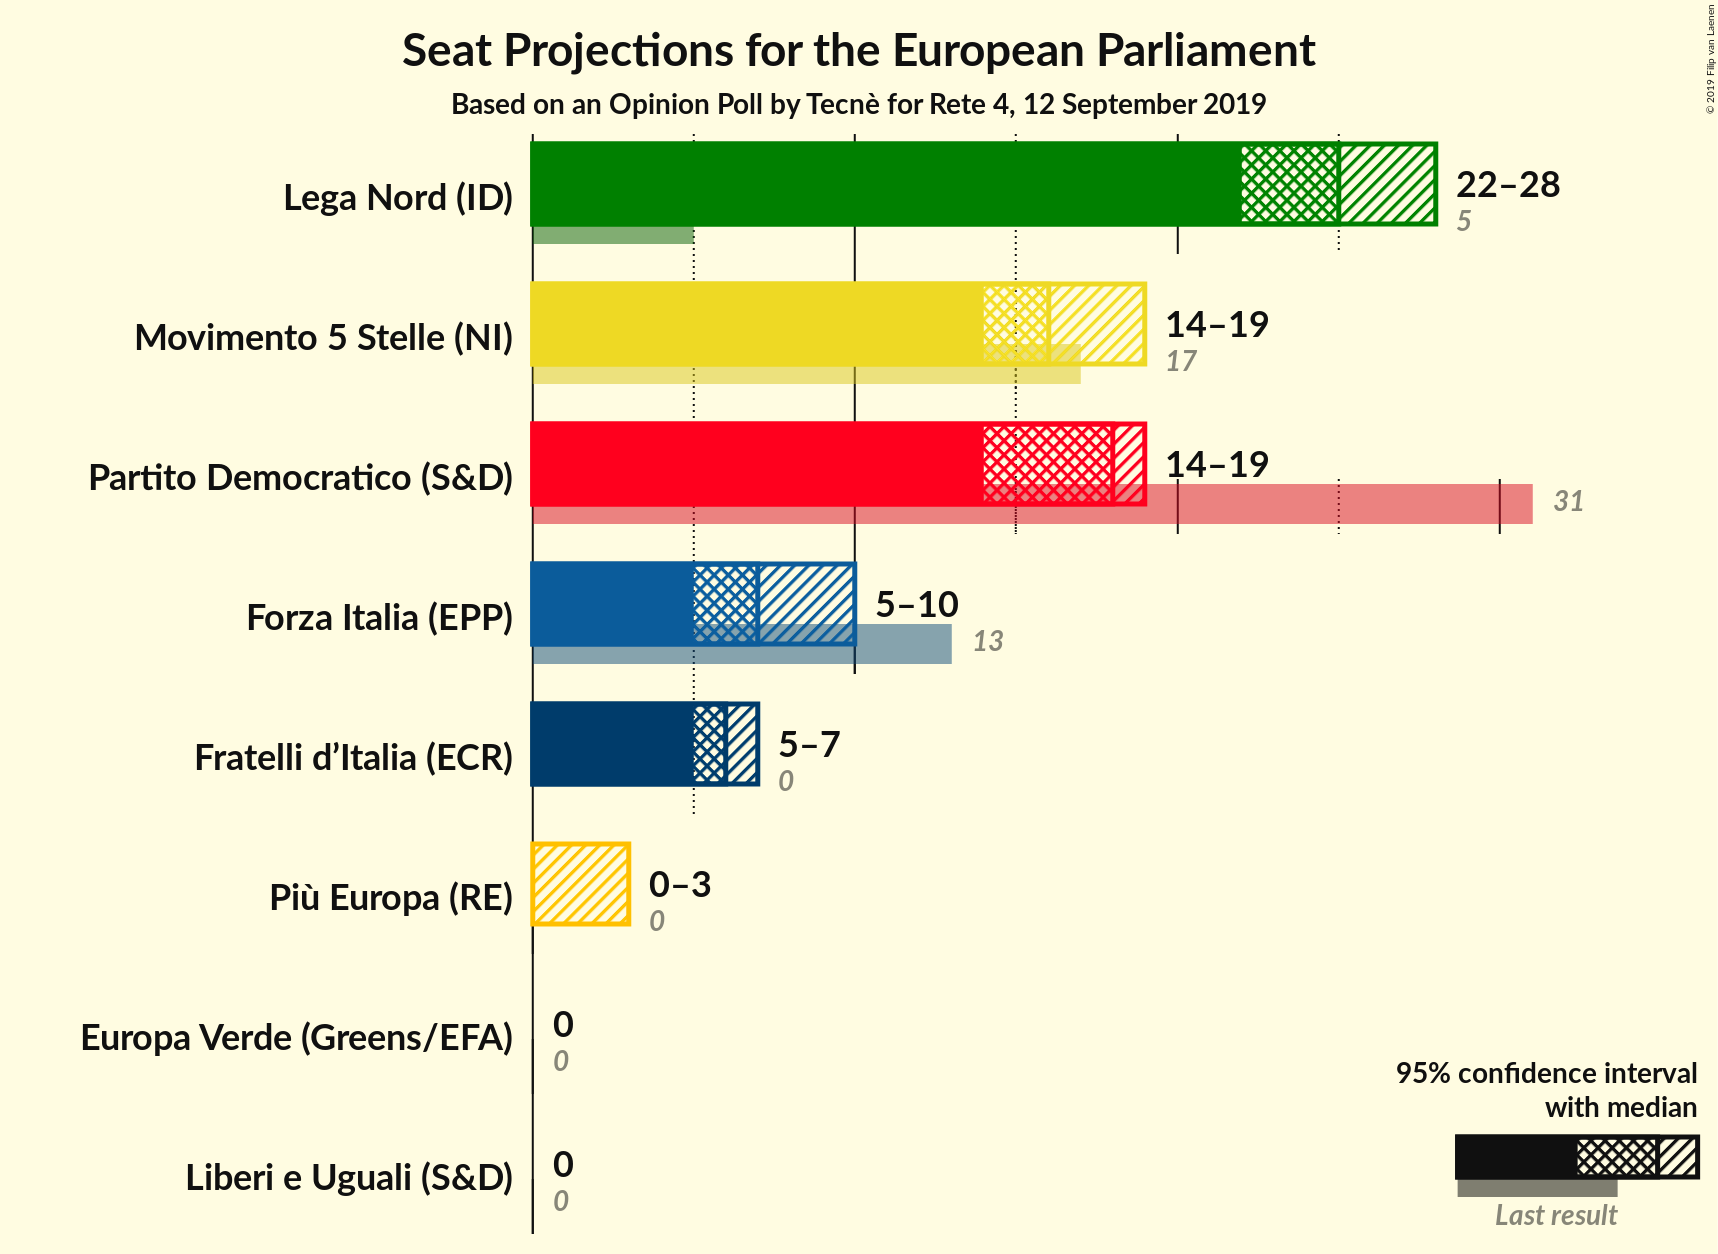 Seat Projections for the European Parliament
Based on an Opinion Poll by Tecnè for Rete 4, 12 September 2019
© 2019 Filip van Laenen
Lega Nord (ID)
22–28
5
Movimento 5 Stelle (NI)
14–19
17
Partito Democratico (S&D)
14–19
31
Forza Italia (EPP)
5–10
13
Fratelli d’Italia (ECR)
5–7
0
Più Europa (RE)
0–3
0
Europa Verde (Greens/EFA)
0
0
Liberi e Uguali (S&D)
0
0
95% confidence interval
with median
Last result